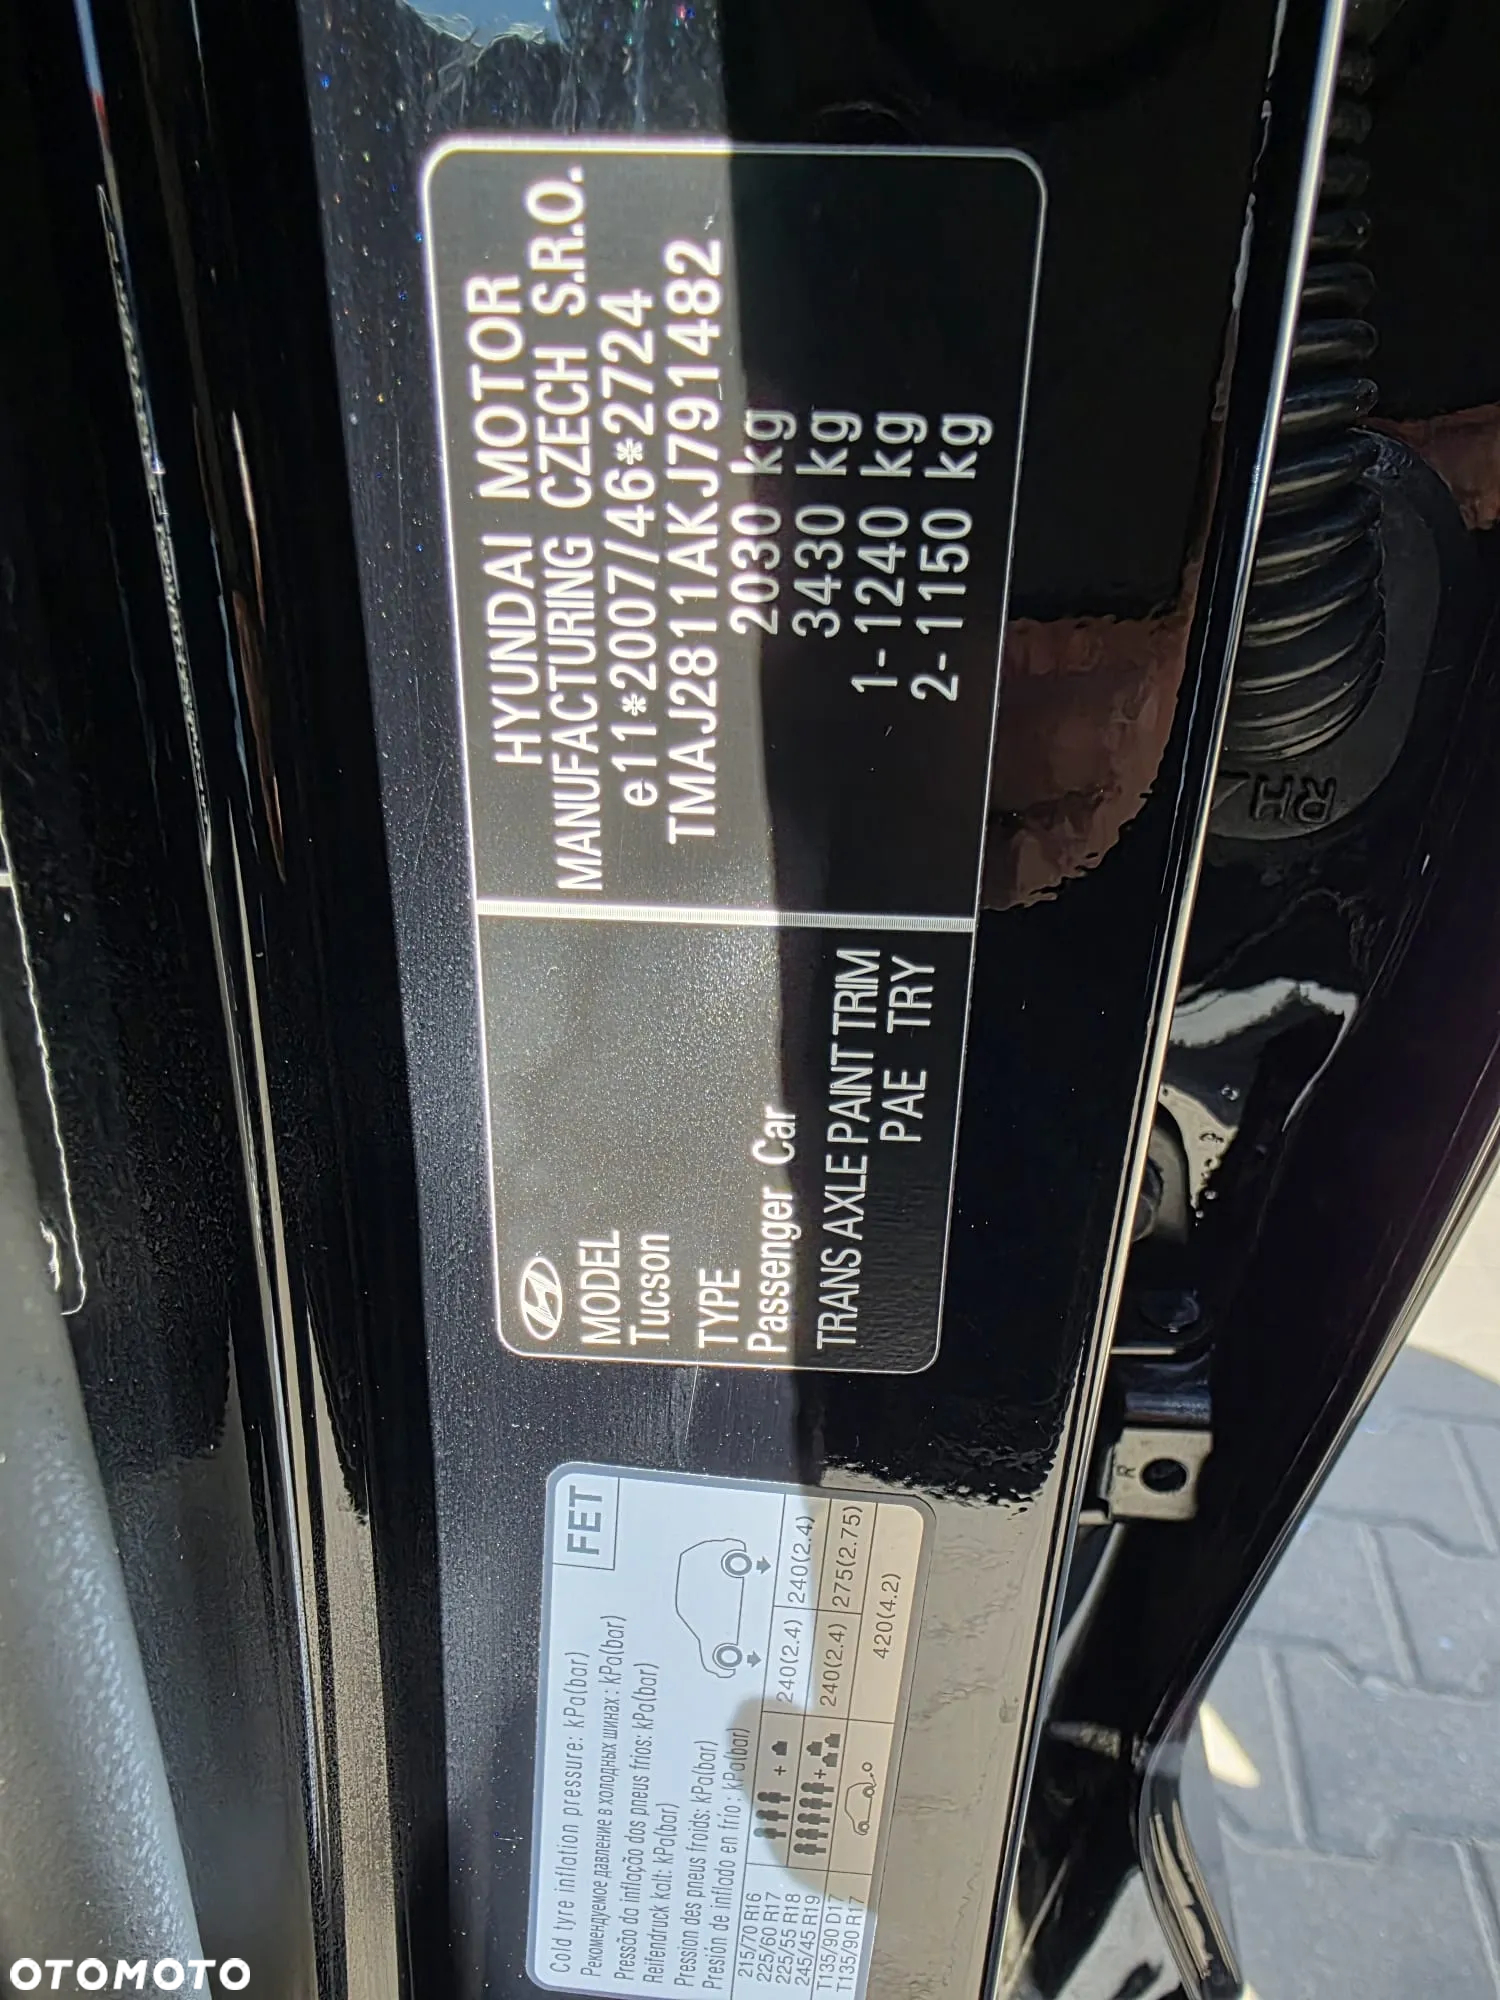 HYUNDAI MOTOR
MANUFACTURING CZECH S.R.O.
e11*2007/46*2724
TMAJ2811AKJ791482
2030 kg
3430 kg
1- 1240 kg
2- 1150 kg
MODEL
Tucson
TYPE
Passenger Car
TRANS AXLE PAINT TRIM
PAE TRY
FET
Cold tyre inflation pressure: kPa(bar)
Рекомендуемое давление в холодных шинах: kPa(bar)
Pressão da inflação dos pneus frios: kPa(bar)
Reifendruck kalt: kPa(bar)
Pression des pneus froids: kPa(bar)
Presión de inflado en frío: kPa(bar)
215/70 R16
225/60 R17
225/55 R18
245/45 R19
+
240(2.4) 240(2.4)
+
240(2.4) 275(2.75)
T135/90 D17
T135/90 R17
420(4.2)
RH
R
OTOMOTO